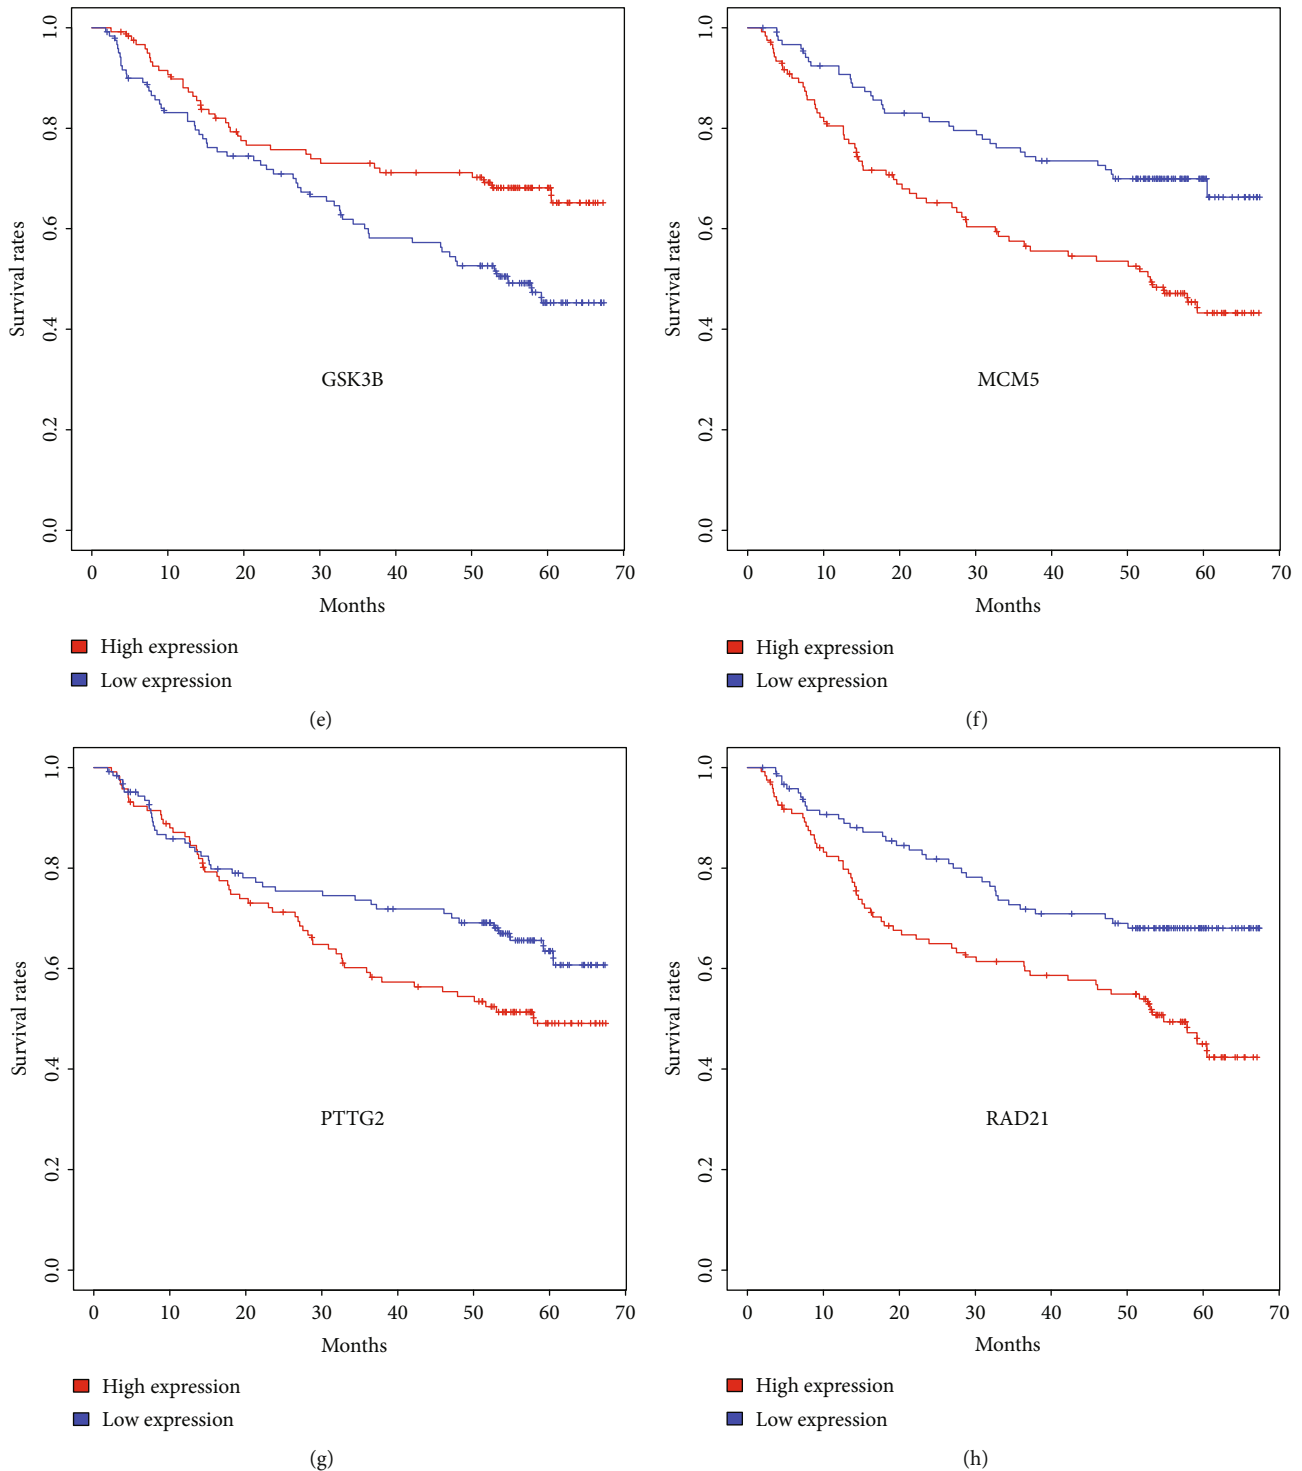 1.0
0.8
0.6
0.4
0.2
0.0
Survival rates
GSK3B
0 10 20 30 40 50 60 70
Months
High expression
Low expression
(e)
1.0
0.8
0.6
0.4
0.2
0.0
Survival rates
MCM5
0 10 20 30 40 50 60 70
Months
High expression
Low expression
(f)
1.0
0.8
0.6
0.4
0.2
0.0
Survival rates
PTTG2
0 10 20 30 40 50 60 70
Months
High expression
Low expression
(g)
1.0
0.8
0.6
0.4
0.2
0.0
Survival rates
RAD21
0 10 20 30 40 50 60 70
Months
High expression
Low expression
(h)